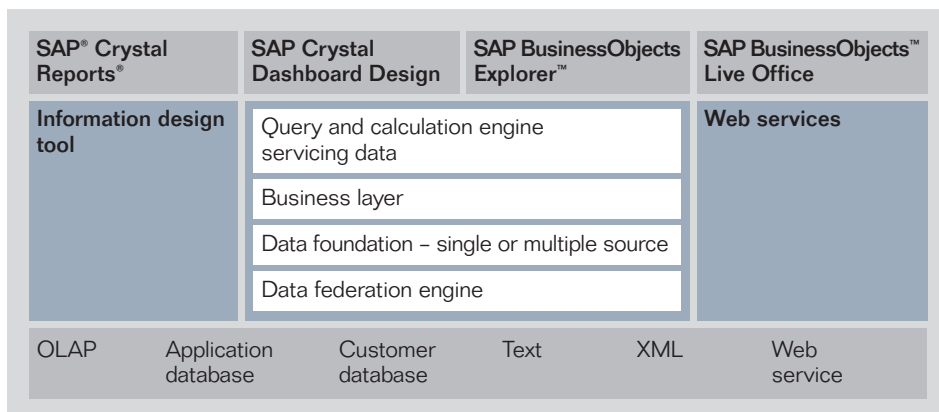 SAP® Crystal
Reports®
SAP Crystal
Dashboard Design
SAP BusinessObjects
Explorer™
SAP BusinessObjects™
Live Office
Information design
tool
Query and calculation engine
servicing data
Business layer
Data foundation – single or multiple source
Data federation engine
Web services
OLAP
Application
database
Customer
database
Text
XML
Web
service